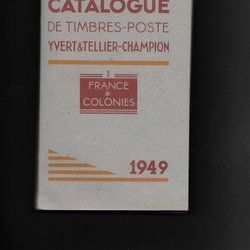 CATALOGUE
DE TIMBRES-POSTE
YVERT&TELLIER-CHAMPION
I
FRANCE
&
COLONIES
1949